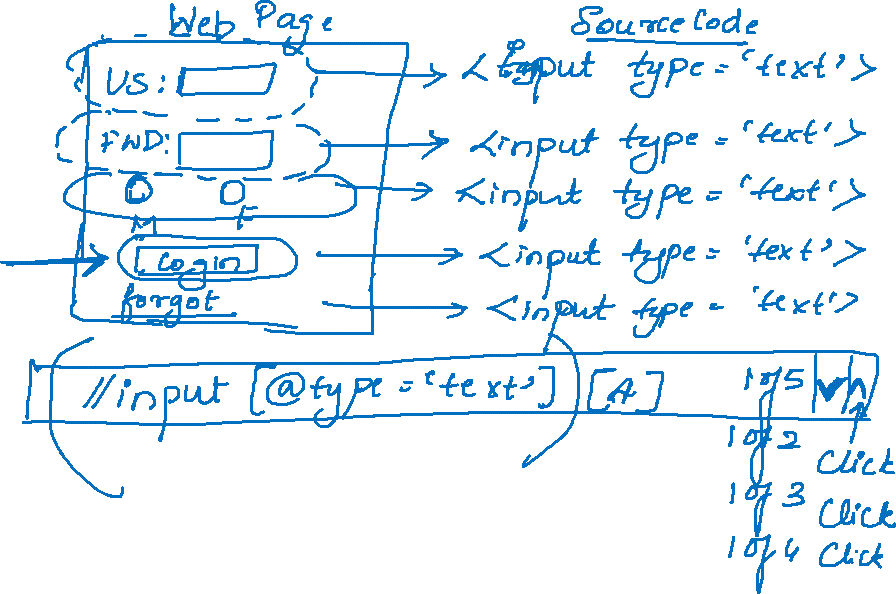 Web Page Source Code
US: <Input type = 'text'>
PWD: <input type = 'text'>
<input type = 'text'>
M F
Login <input type = 'text'>
forgot <input type = 'text'>
//input [@type = 'text'] [4] 1 of 5
1 of 2 Click
1 of 3 Click
1 of 4 Click